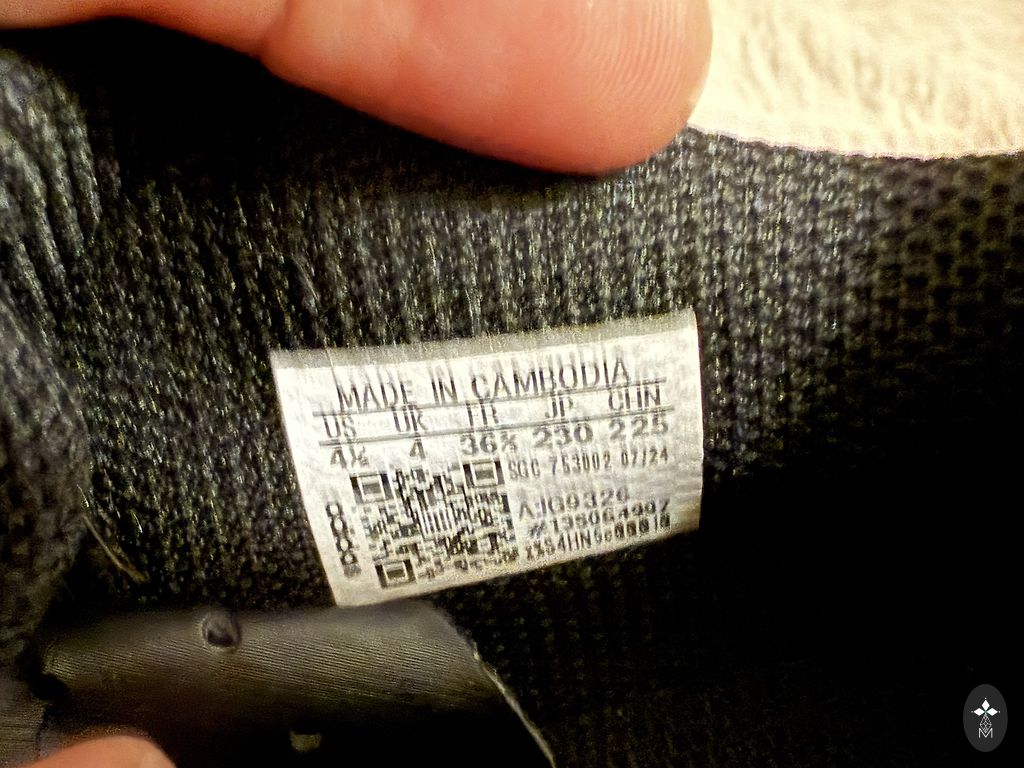 MADE IN CAMBODIA
US UK FR JP CHN
4½ 4 36⅔ 230 225
SGC 753002 07/24
M